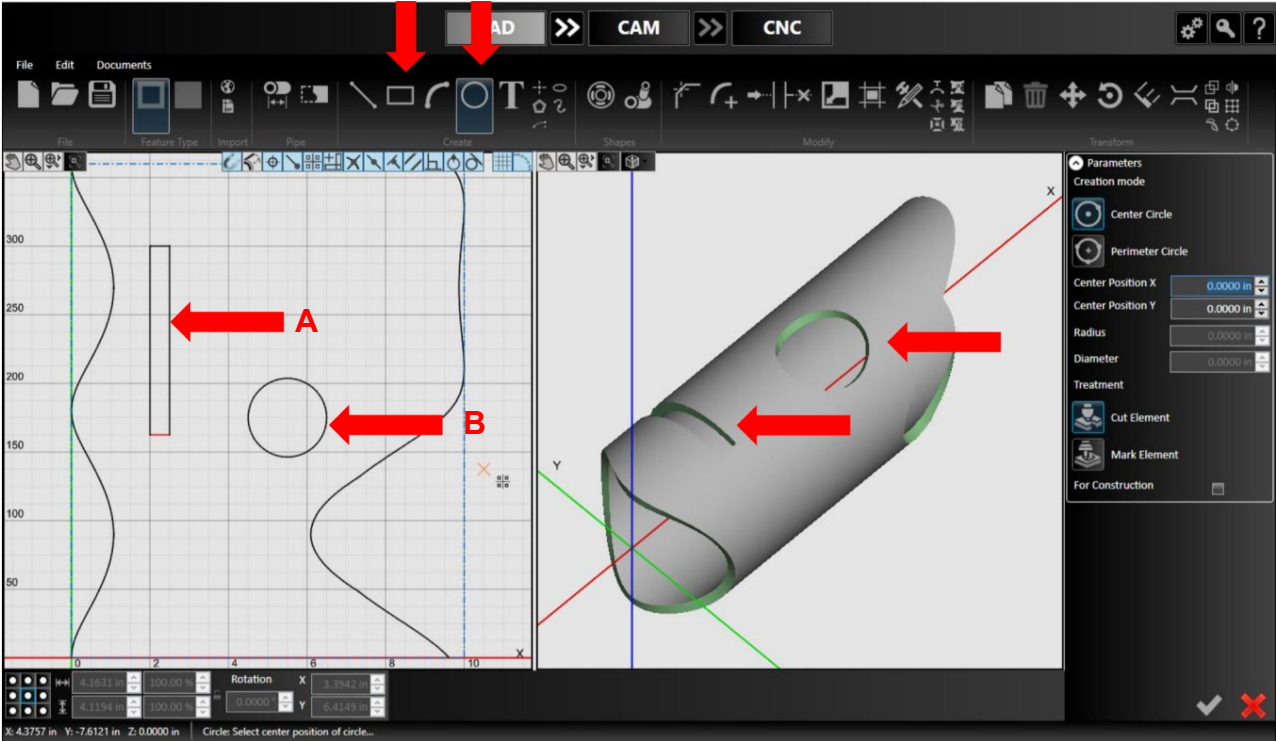 AD
CAM
CNC
File Edit Documents
File
Feature Type
Import
Pipe
Create
Shapes
Modify
Transform
300
250
200
150
100
50
0 2 4 6 8 10 X
A
B
X
Y
Parameters
Creation mode
Center Circle
Perimeter Circle
Center Position X 0.0000 in
Center Position Y 0.0000 in
Radius 0.0000 in
Diameter 0.0000 in
Treatment
Cut Element
Mark Element
For Construction
4.1631 in 100.00 % Rotation X 3.3942 in
4.1194 in 100.00 % 0.0000 ° Y 6.4149 in
X: 4.3757 in Y: -7.6121 in Z: 0.0000 in Circle: Select center position of circle...